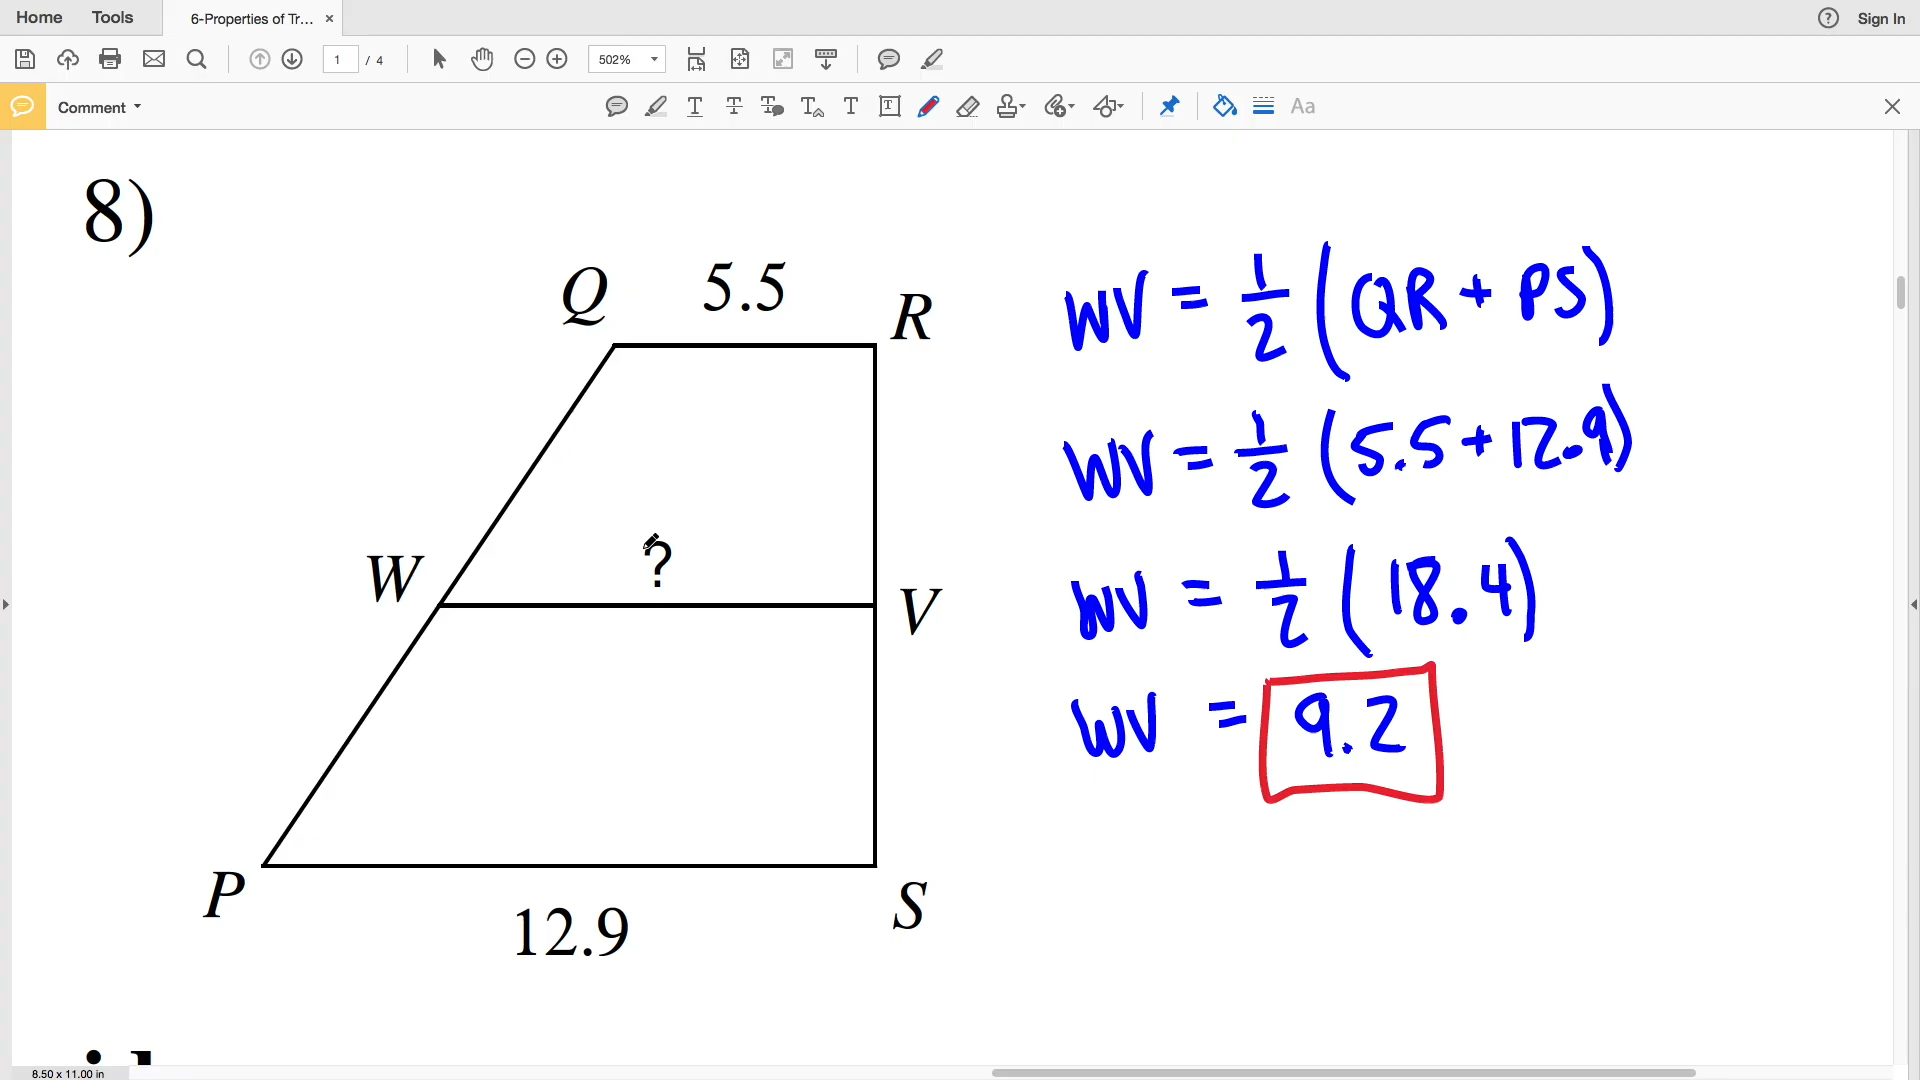 Home Tools 6-Properties of Tr... × ? Sign In
1 / 4 502%
Comment Aa
8)
Q 5.5 R
W ? V
P 12.9 S
WV = 1/2 (QR + PS)
WV = 1/2 (5.5 + 12.9)
WV = 1/2 (18.4)
WV = 9.2
8.50 x 11.00 in